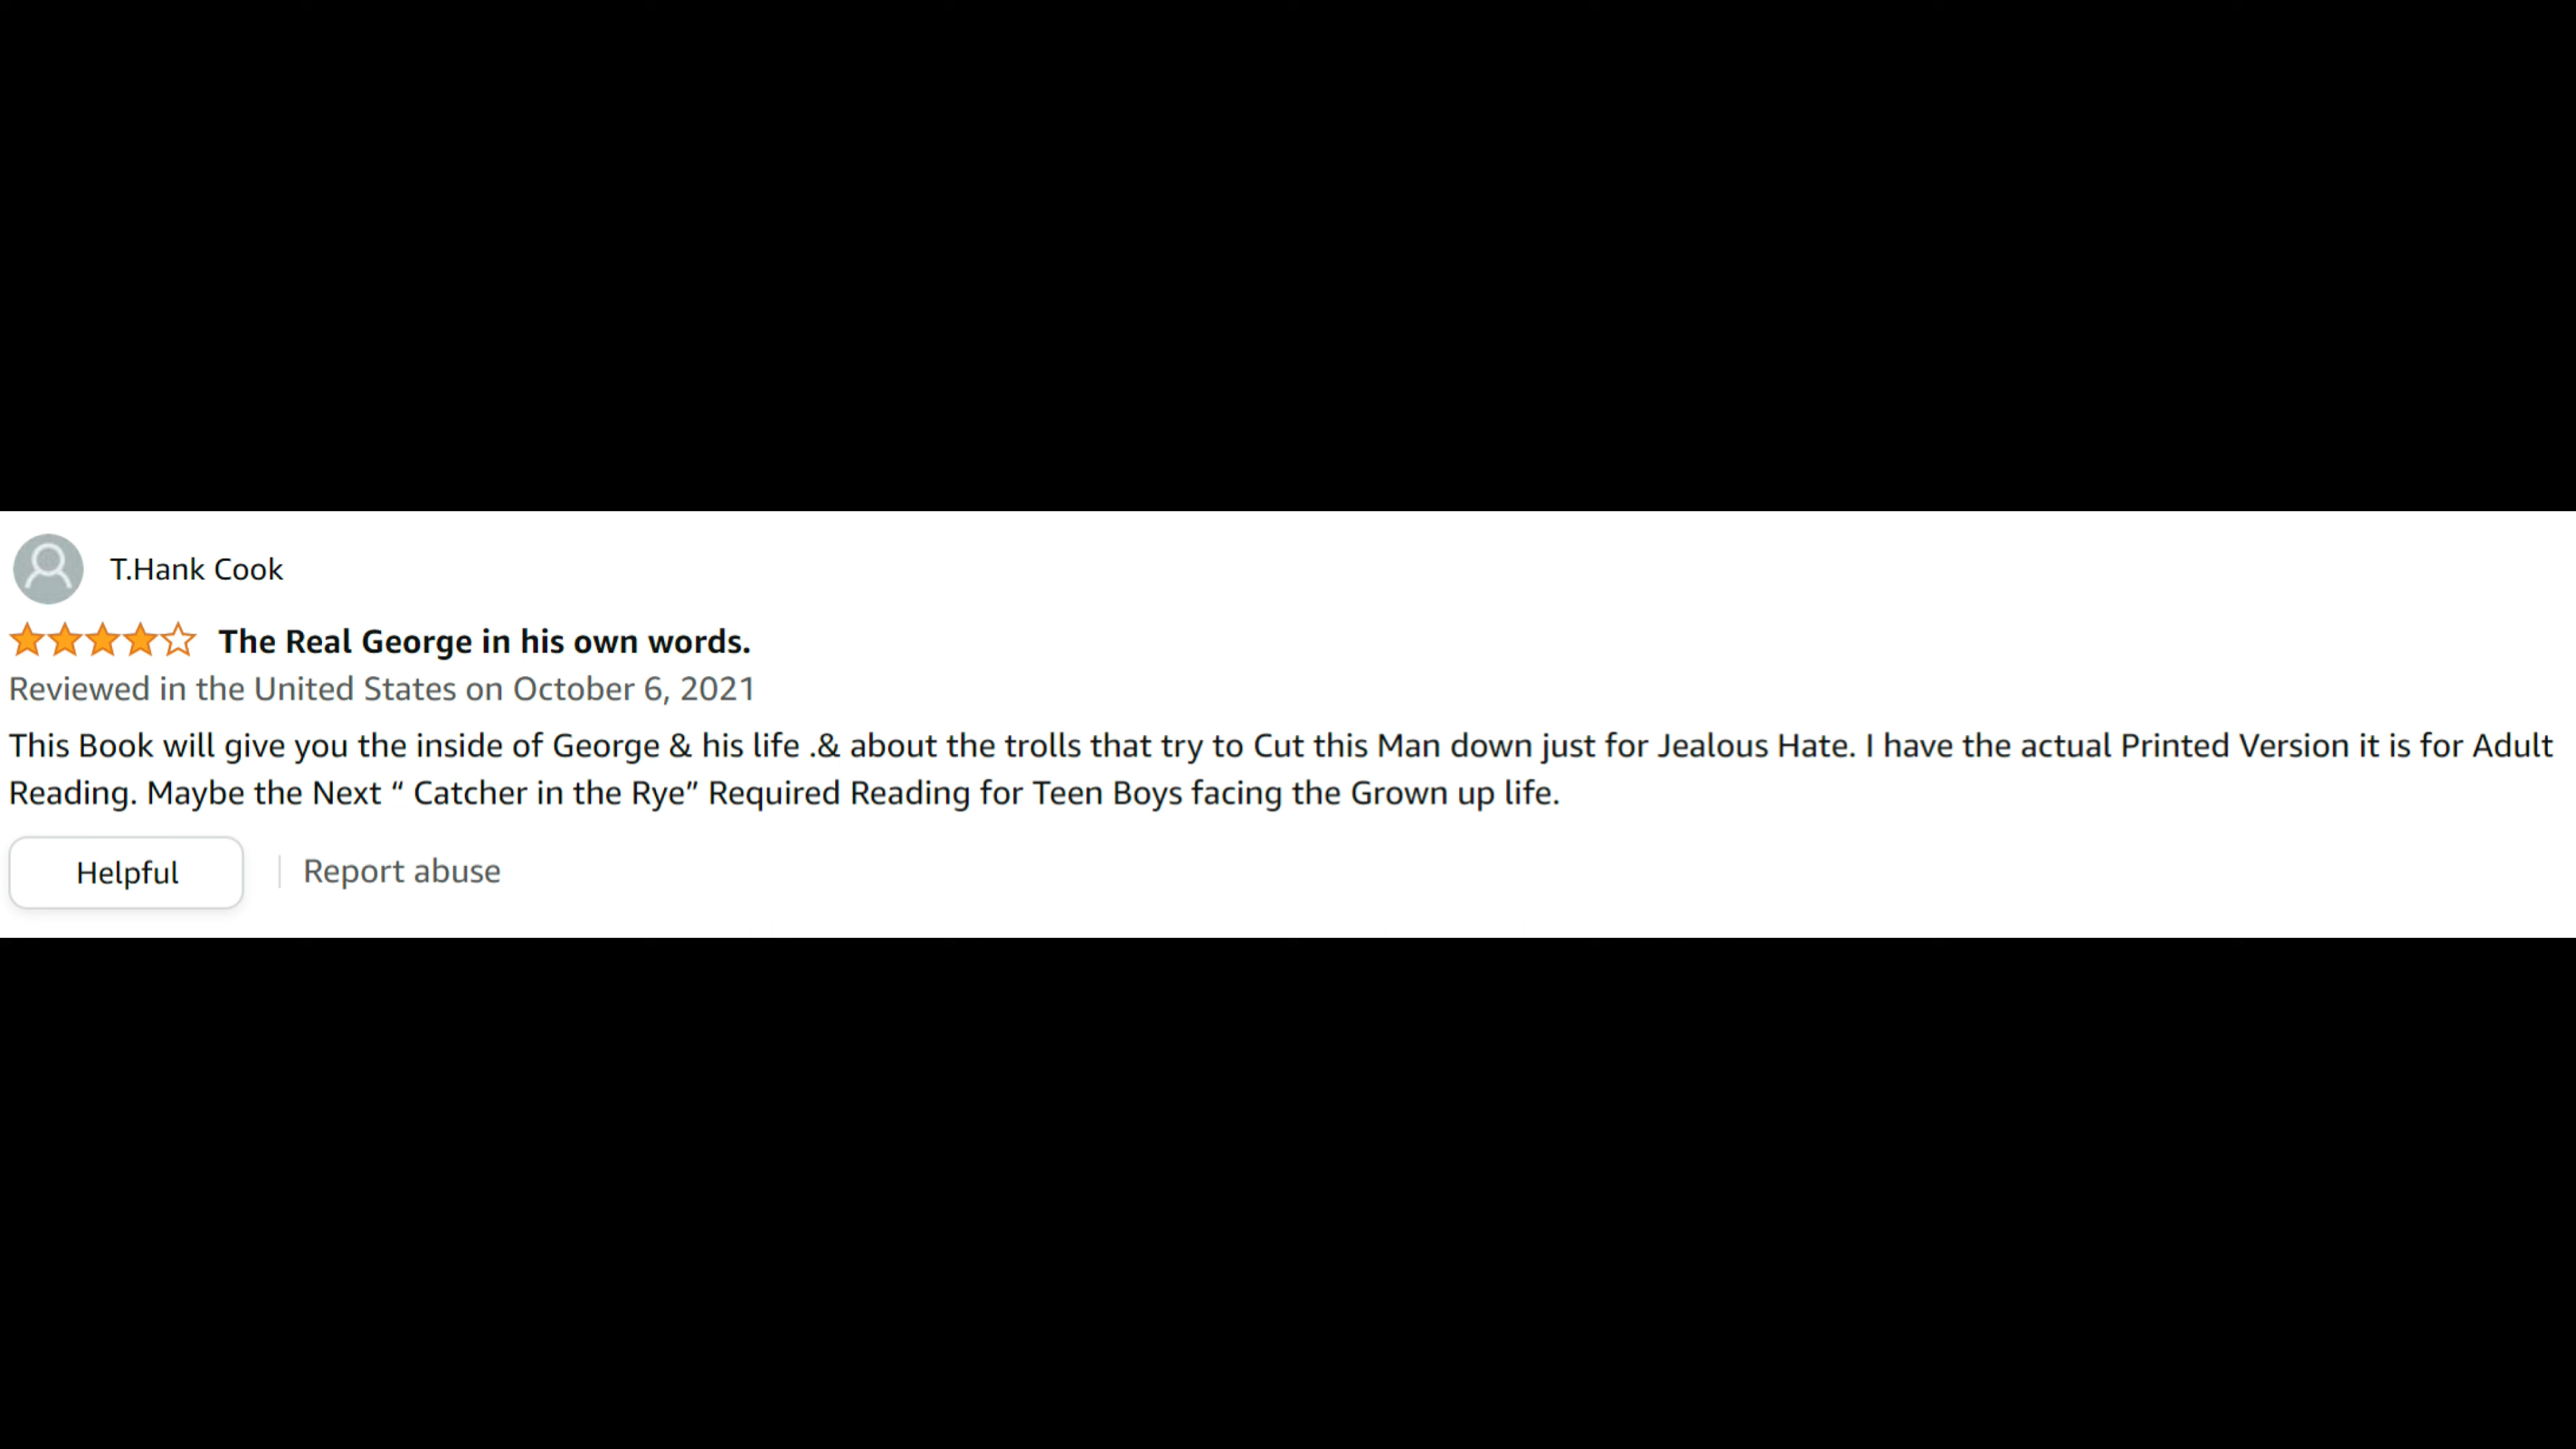 T.Hank Cook
The Real George in his own words.
Reviewed in the United States on October 6, 2021
This Book will give you the inside of George & his life .& about the trolls that try to Cut this Man down just for Jealous Hate. I have the actual Printed Version it is for Adult
Reading. Maybe the Next “ Catcher in the Rye” Required Reading for Teen Boys facing the Grown up life.
Helpful
Report abuse